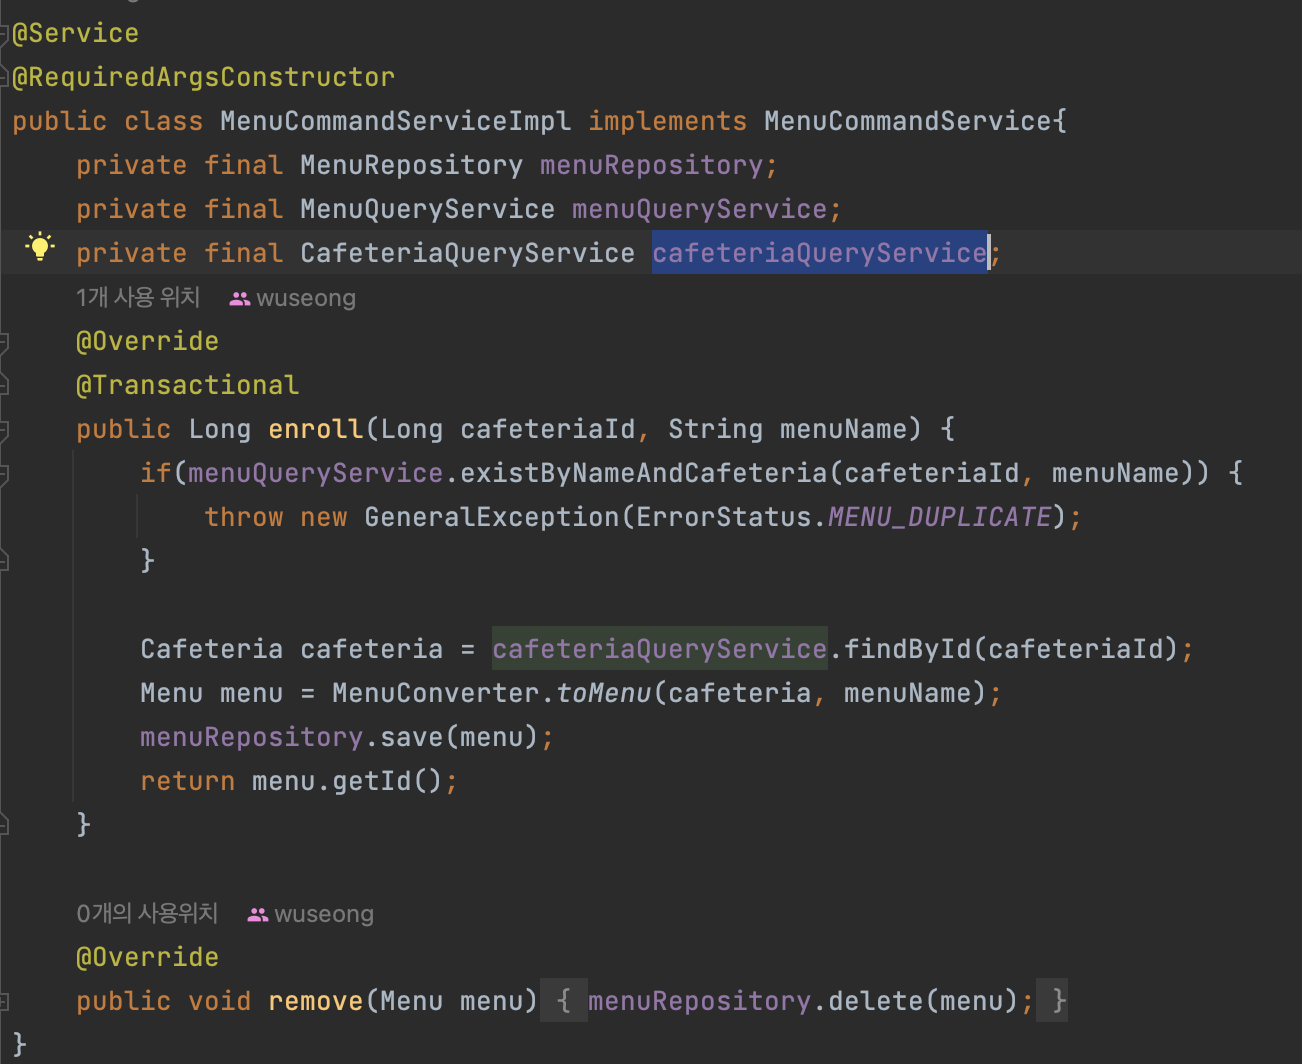 @Service
@RequiredArgsConstructor
public class MenuCommandServiceImpl implements MenuCommandService{
    private final MenuRepository menuRepository;
    private final MenuQueryService menuQueryService;
    private final CafeteriaQueryService cafeteriaQueryService;
    1개 사용 위치 wuseong
    @Override
    @Transactional
    public Long enroll(Long cafeteriaId, String menuName) {
        if(menuQueryService.existByNameAndCafeteria(cafeteriaId, menuName)) {
            throw new GeneralException(ErrorStatus.MENU_DUPLICATE);
        }
        Cafeteria cafeteria = cafeteriaQueryService.findById(cafeteriaId);
        Menu menu = MenuConverter.toMenu(cafeteria, menuName);
        menuRepository.save(menu);
        return menu.getId();
    }
    0개의 사용위치 wuseong
    @Override
    public void remove(Menu menu) { menuRepository.delete(menu); }
}